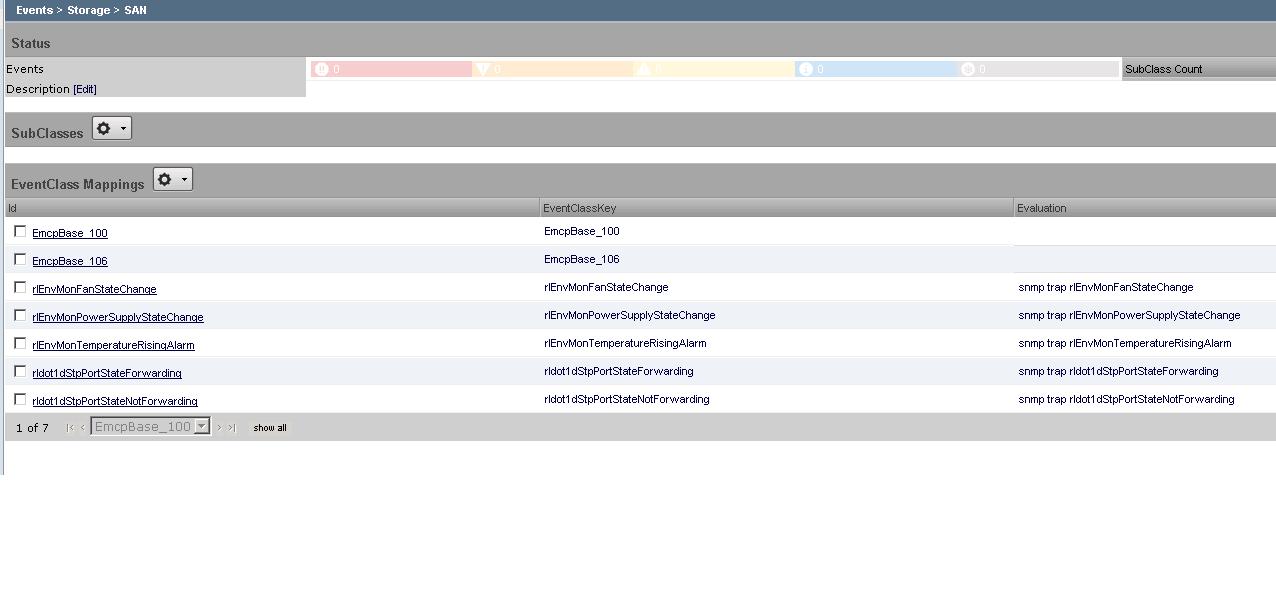 Events > Storage > SAN
Status
Events 0 0 0 0 0 SubClass Count
Description [Edit]
SubClasses
EventClass Mappings
Id EventClassKey Evaluation
EmcpBase_100 EmcpBase_100
EmcpBase_106 EmcpBase_106
rlEnvMonFanStateChange rlEnvMonFanStateChange snmp trap rlEnvMonFanStateChange
rlEnvMonPowerSupplyStateChange rlEnvMonPowerSupplyStateChange snmp trap rlEnvMonPowerSupplyStateChange
rlEnvMonTemperatureRisingAlarm rlEnvMonTemperatureRisingAlarm snmp trap rlEnvMonTemperatureRisingAlarm
rldot1dStpPortStateForwarding rldot1dStpPortStateForwarding snmp trap rldot1dStpPortStateForwarding
rldot1dStpPortStateNotForwarding rldot1dStpPortStateNotForwarding snmp trap rldot1dStpPortStateNotForwarding
1 of 7 |< < EmcpBase_100 > >| show all